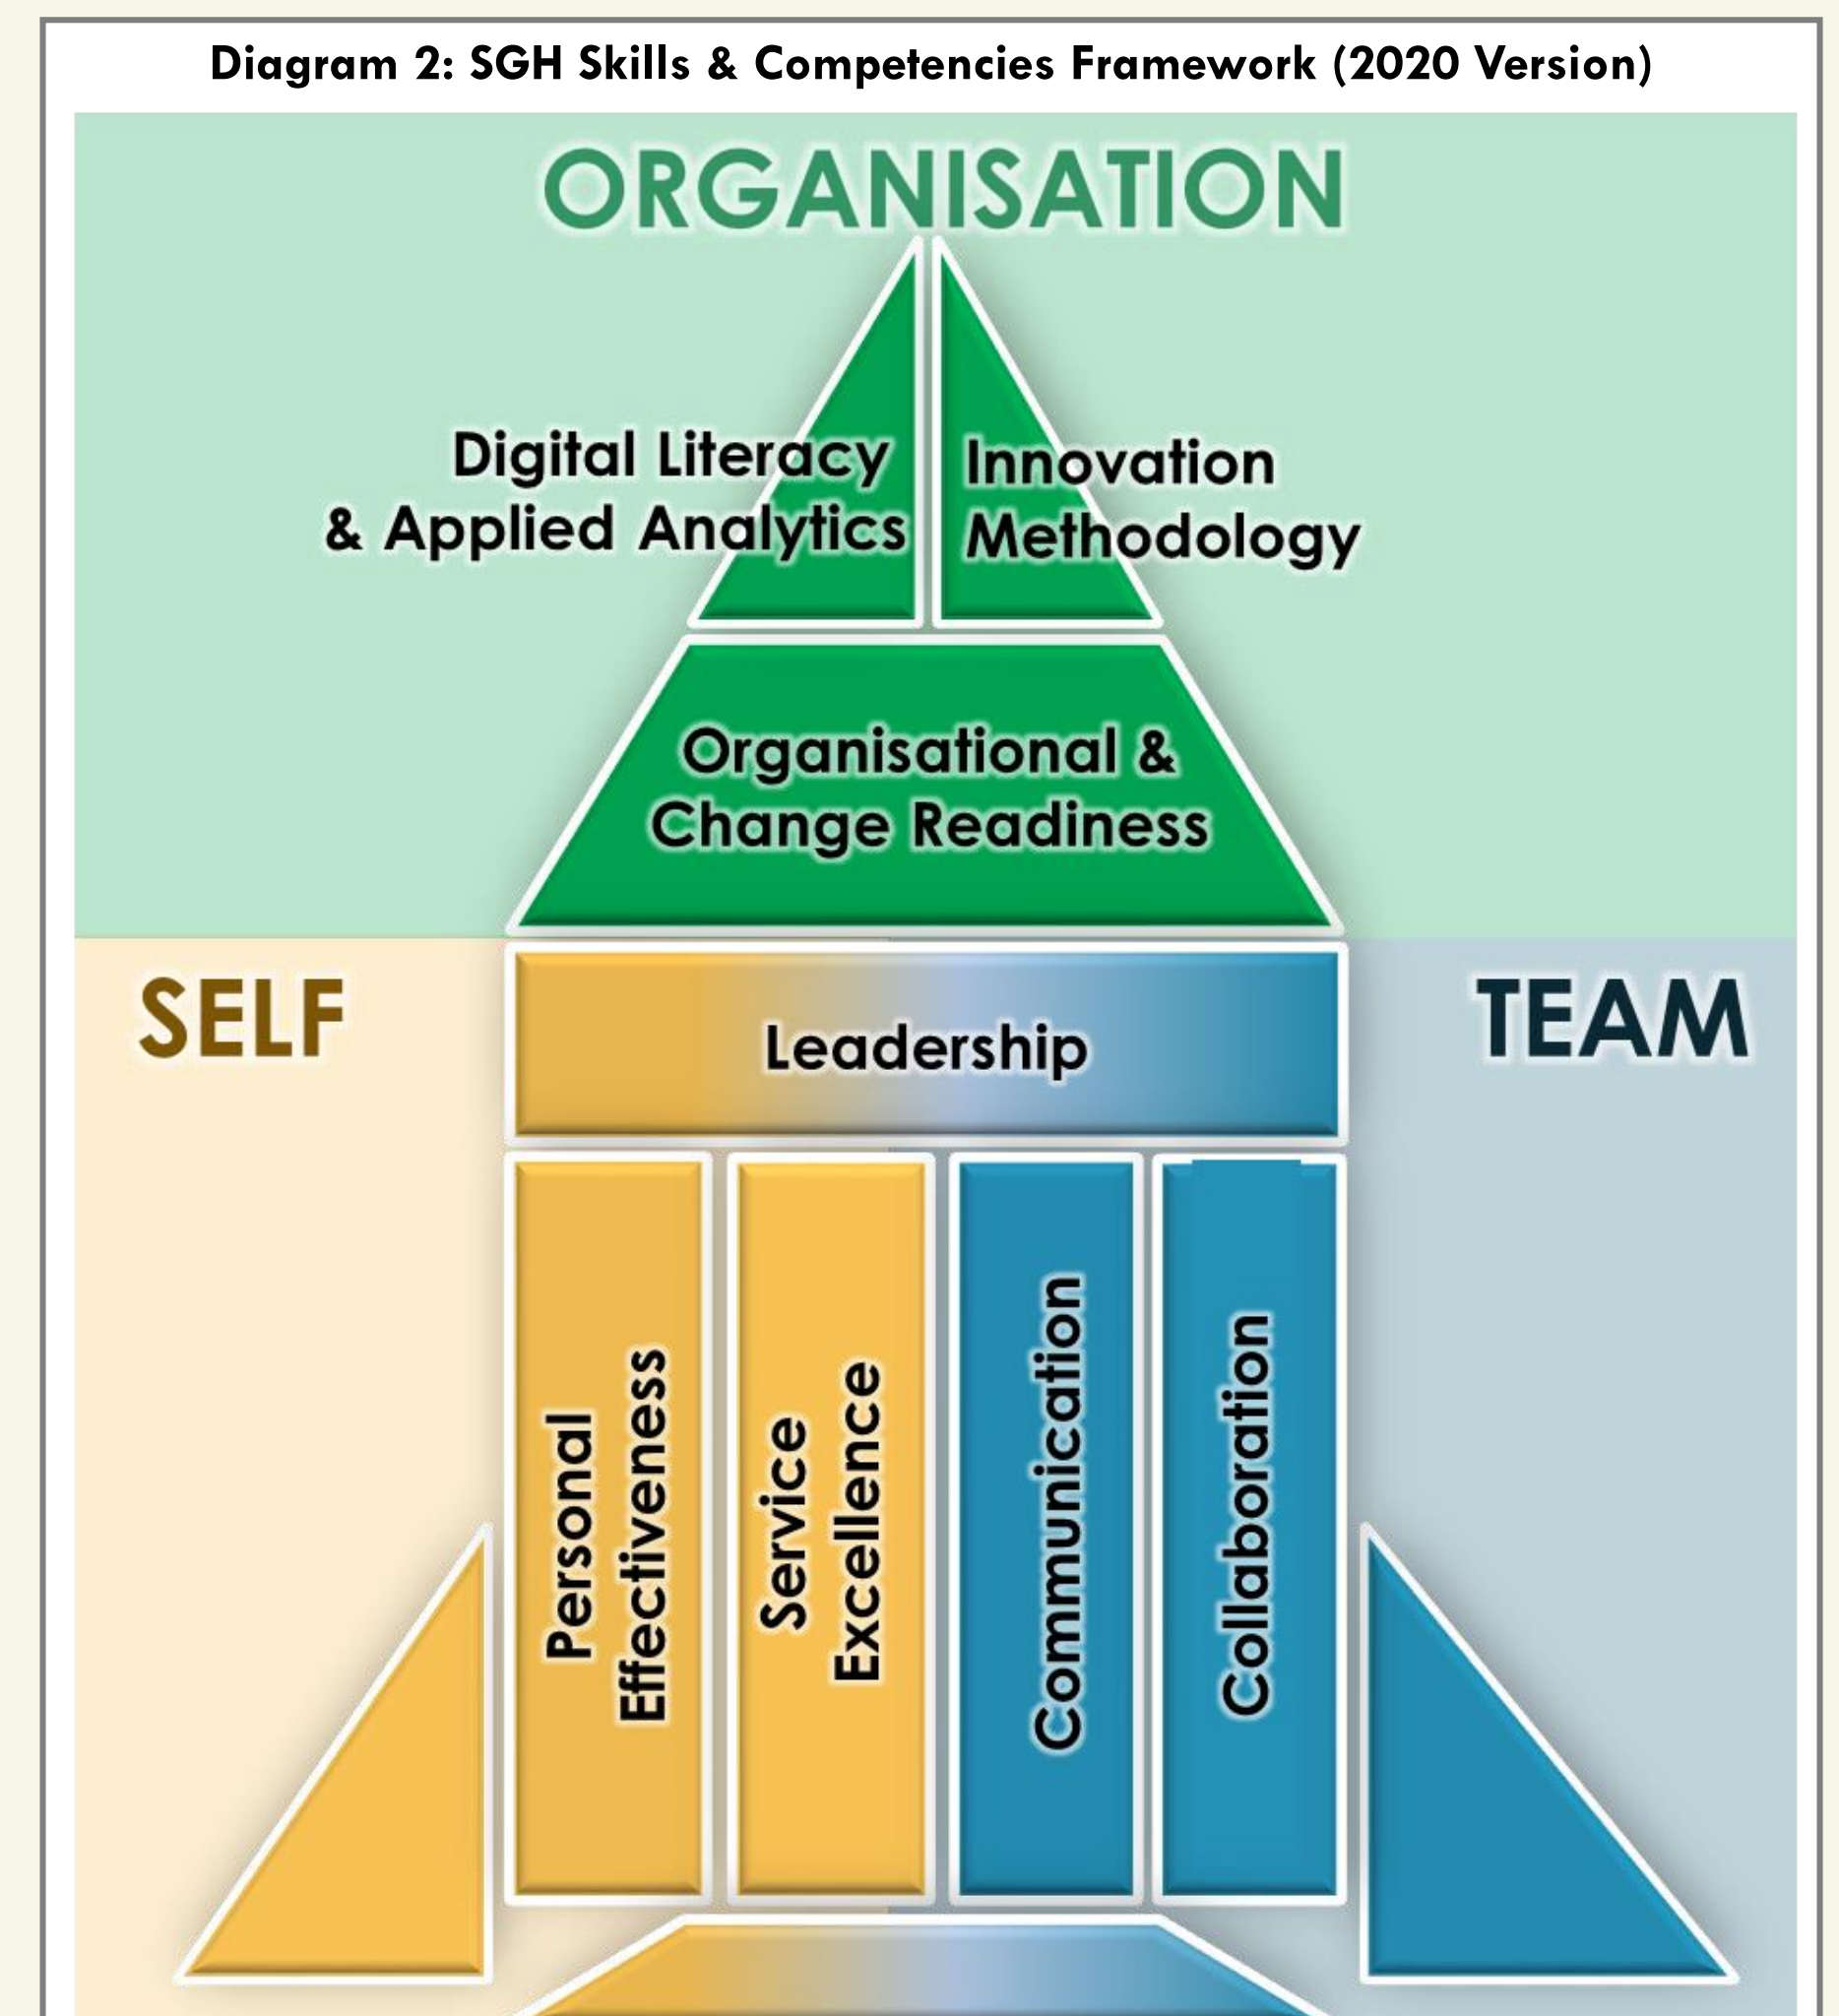 Diagram 2: SGH Skills & Competencies Framework (2020 Version)
ORGANISATION
Digital Literacy
& Applied Analytics
Innovation
Methodology
Organisational &
Change Readiness
SELF
TEAM
Leadership
Personal
Effectiveness
Service
Excellence
Communication
Collaboration